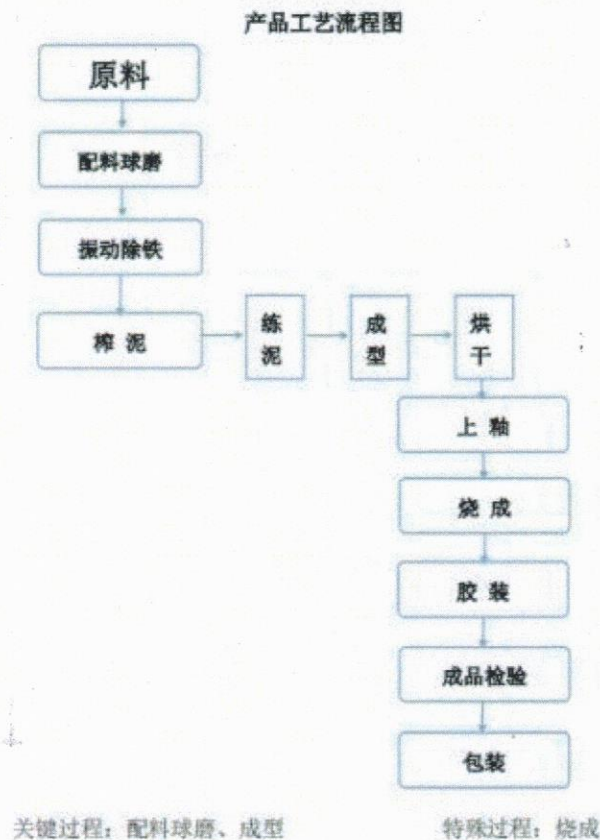 产品工艺流程图
原料
配料球磨
振动除铁
榨 泥
练
泥
成
型
烘
干
上 釉
烧 成
胶 装
成品检验
包装
关键过程：配料球磨、成型
特殊过程：烧成